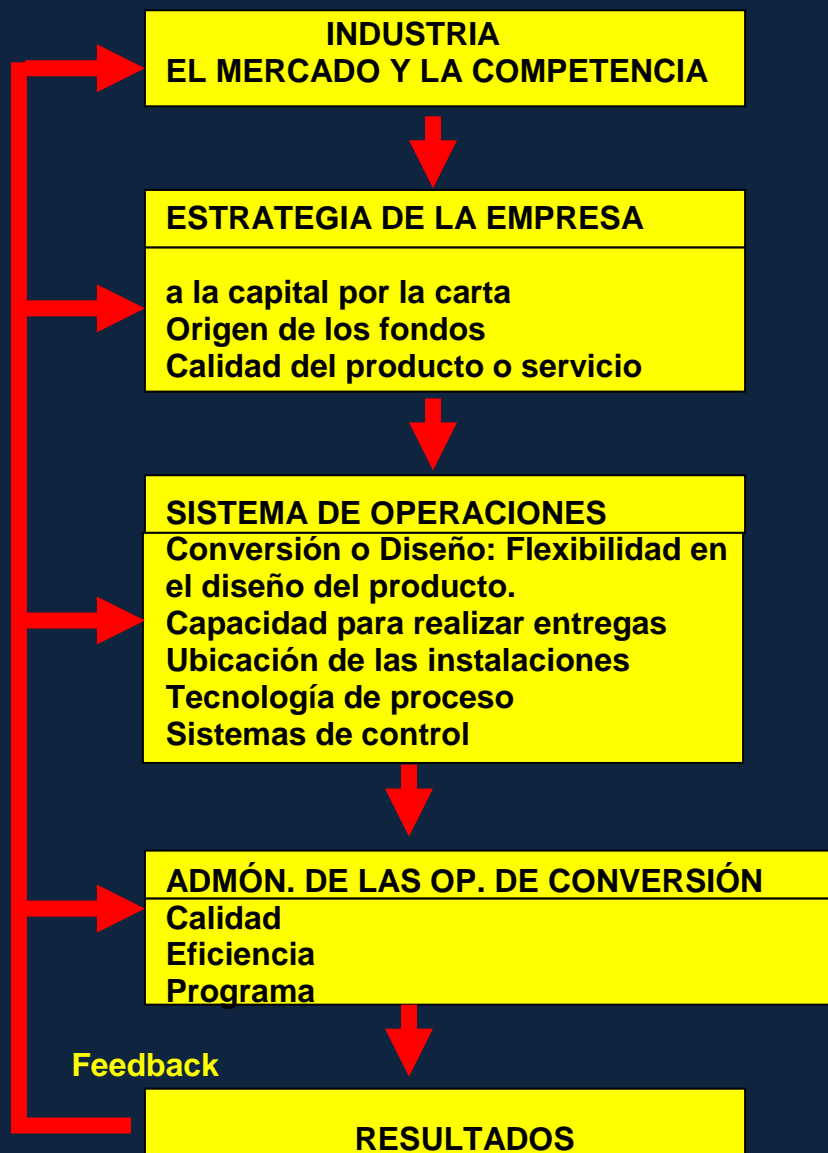 INDUSTRIA
EL MERCADO Y LA COMPETENCIA
ESTRATEGIA DE LA EMPRESA
a la capital por la carta
Origen de los fondos
Calidad del producto o servicio
SISTEMA DE OPERACIONES
Conversión o Diseño: Flexibilidad en
el diseño del producto.
Capacidad para realizar entregas
Ubicación de las instalaciones
Tecnología de proceso
Sistemas de control
ADMÓN. DE LAS OP. DE CONVERSIÓN
Calidad
Eficiencia
Programa
Feedback
RESULTADOS